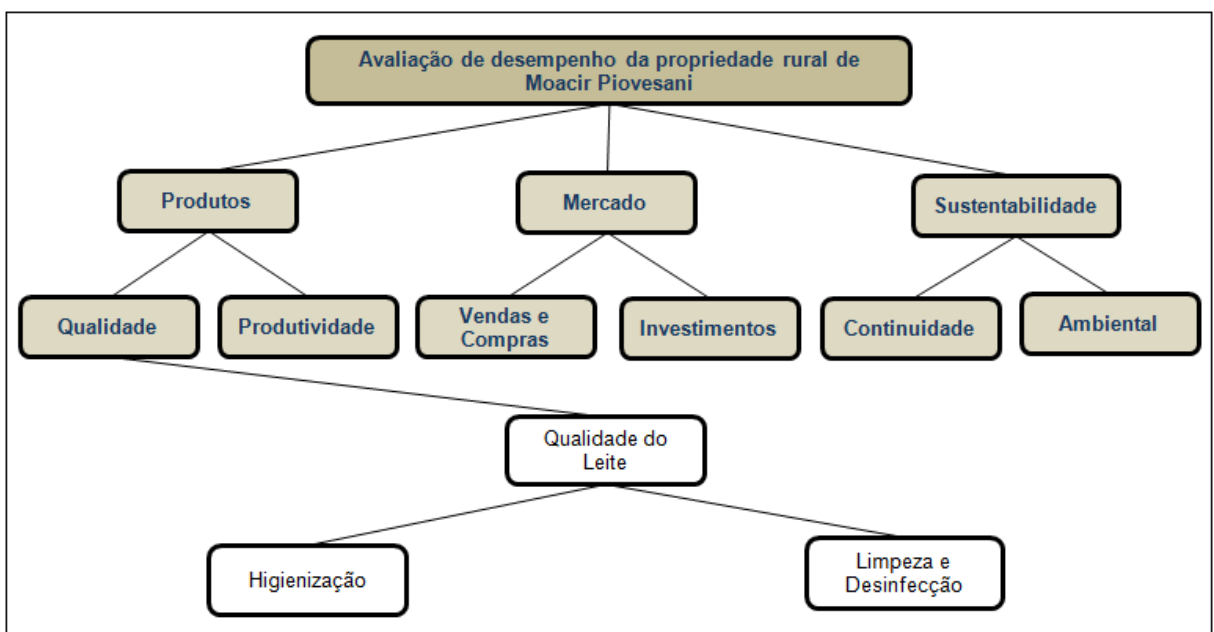 Avaliação de desempenho da propriedade rural de
Moacir Piovesani
Produtos
Mercado
Sustentabilidade
Qualidade
Produtividade
Vendas e
Compras
Investimentos
Continuidade
Ambiental
Qualidade do
Leite
Higienização
Limpeza e
Desinfecção